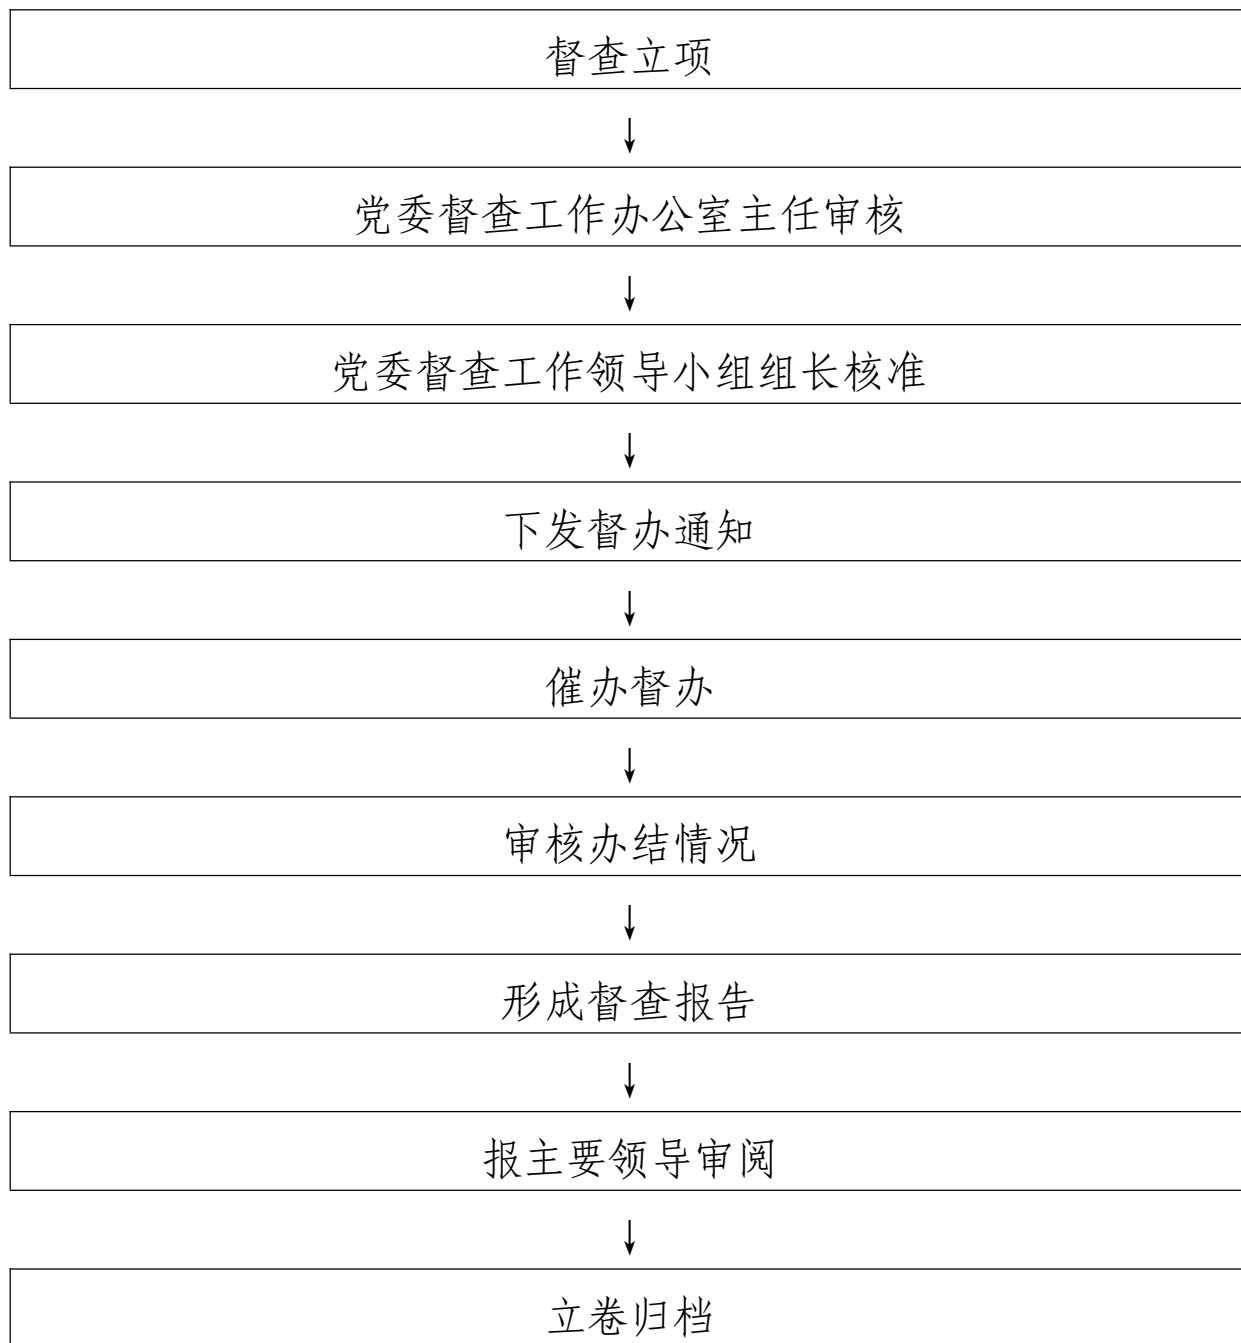 督查立项
↓
党委督查工作办公室主任审核
↓
党委督查工作领导小组组长核准
↓
下发督办通知
↓
催办督办
↓
审核办结情况
↓
形成督查报告
↓
报主要领导审阅
↓
立卷归档